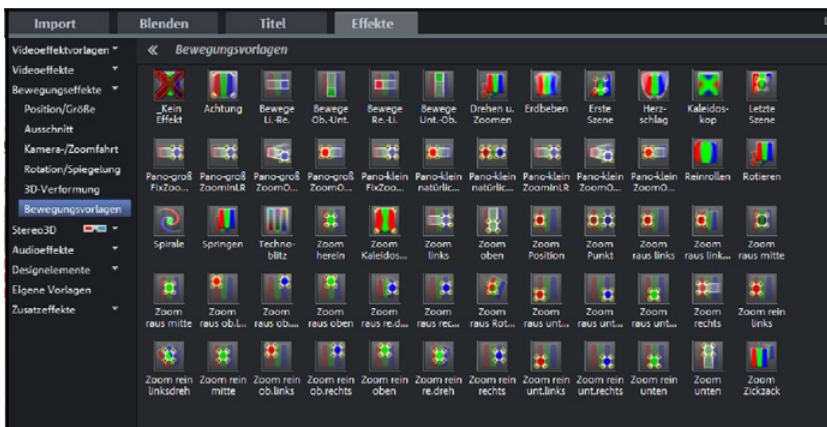 Import Blenden Titel Effekte
Videoeffektvorlagen
« Bewegungsvorlagen
Videoeffekte
Bewegungseffekte
Position/Größe
Ausschnitt
Kamera-/Zoomfahrt
Rotation/Spiegelung
3D-Verformung
Bewegungsvorlagen
Stereo3D
Audioeffekte
Designelemente
Eigene Vorlagen
Zusatzeffekte
_Kein Achtung Bewege Bewege Bewege Bewege Drehen u. Erdbeben Erste Herz- Kaleidos- Letzte
Effekt Li.-Re. Ob.-Unt. Re.-Li. Unt.-Ob. Zoomen Szene schlag kop Szene
Pano-groß Pano-groß Pano-groß Pano-groß Pano-klein Pano-klein Pano-klein Pano-klein Pano-klein Pano-klein Reinrollen Rotieren
FixZoo... ZoomInLR ZoomO... ZoomO... FixZoo... natürlic... natürlic... ZoomInLR ZoomO... ZoomO...
Spirale Springen Techno- Zoom Zoom Zoom Zoom Zoom Zoom Zoom Zoom Zoom
blitz herein Kaleidos... links oben Position Punkt raus links raus link... raus mitte
Zoom Zoom Zoom Zoom Zoom Zoom Zoom Zoom Zoom Zoom Zoom Zoom rein
raus mitte raus ob.l... raus ob.... raus oben raus re.d... raus rec... raus Rot... raus unt... raus unt... raus unt... rechts links
Zoom rein Zoom rein Zoom rein Zoom rein Zoom rein Zoom rein Zoom rein Zoom rein Zoom rein Zoom rein Zoom Zoom
linksdreh mitte ob.links ob.rechts oben re.dreh rechts unt.links unt.rechts unten unten Zickzack